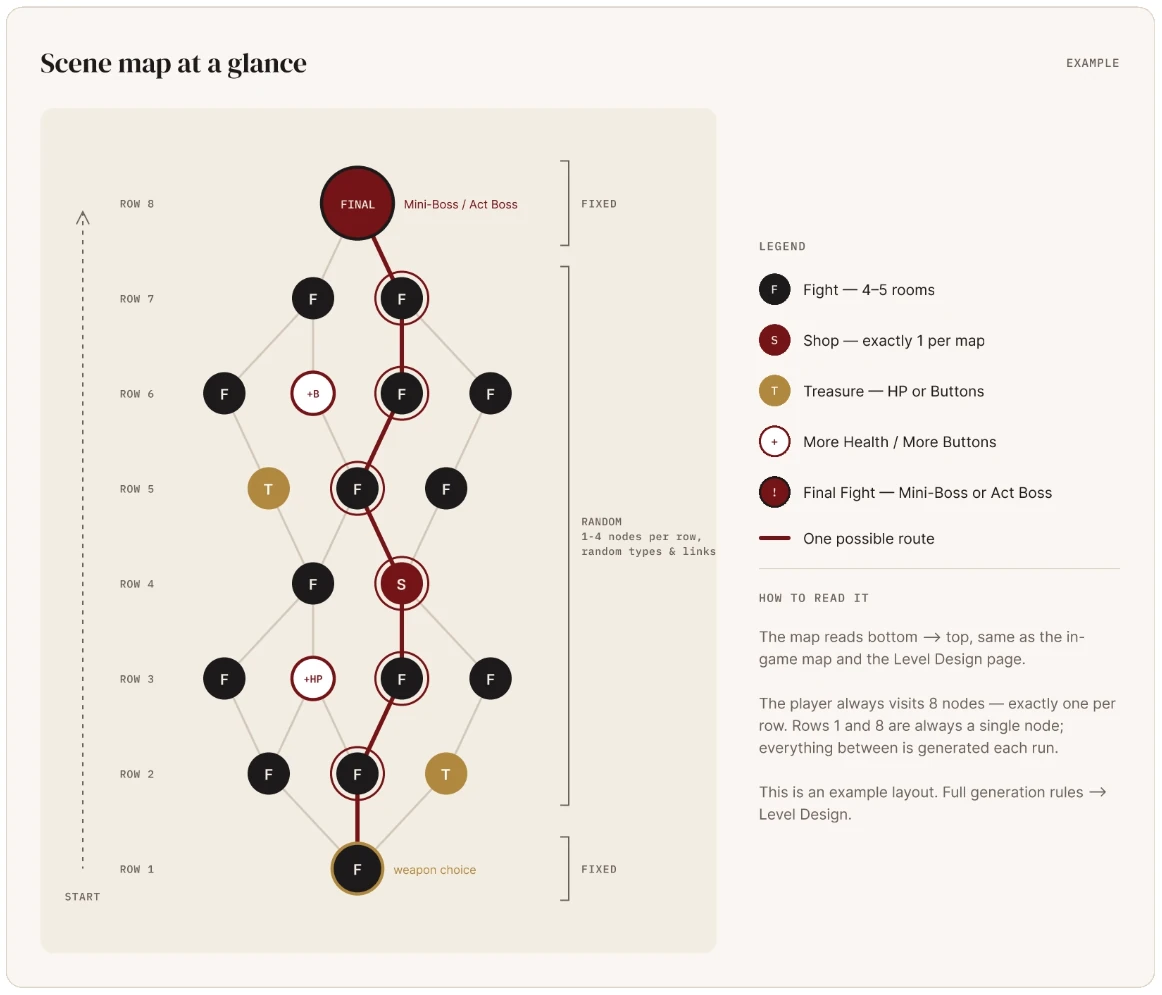 Scene map at a glance
EXAMPLE
ROW 8
FINAL
Mini-Boss / Act Boss
FIXED
ROW 7
F
F
ROW 6
F
+B
F
F
ROW 5
T
F
F
RANDOM
1-4 nodes per row,
random types & links
ROW 4
F
S
ROW 3
F
+HP
F
F
ROW 2
F
F
T
ROW 1
F
weapon choice
FIXED
START
LEGEND
F
Fight — 4–5 rooms
S
Shop — exactly 1 per map
T
Treasure — HP or Buttons
+
More Health / More Buttons
!
Final Fight — Mini-Boss or Act Boss
One possible route
HOW TO READ IT
The map reads bottom → top, same as the in-
game map and the Level Design page.
The player always visits 8 nodes — exactly one per
row. Rows 1 and 8 are always a single node;
everything between is generated each run.
This is an example layout. Full generation rules →
Level Design.